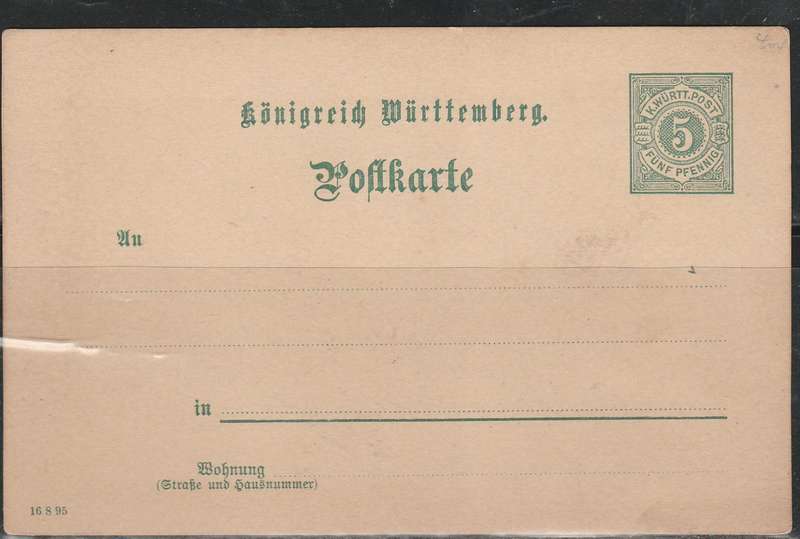 Königreich Württemberg.
K. WÜRTT. POST
5
FÜNF PFENNIG
Postkarte
An
in
Wohnung
(Straße und Hausnummer)
16 8 95